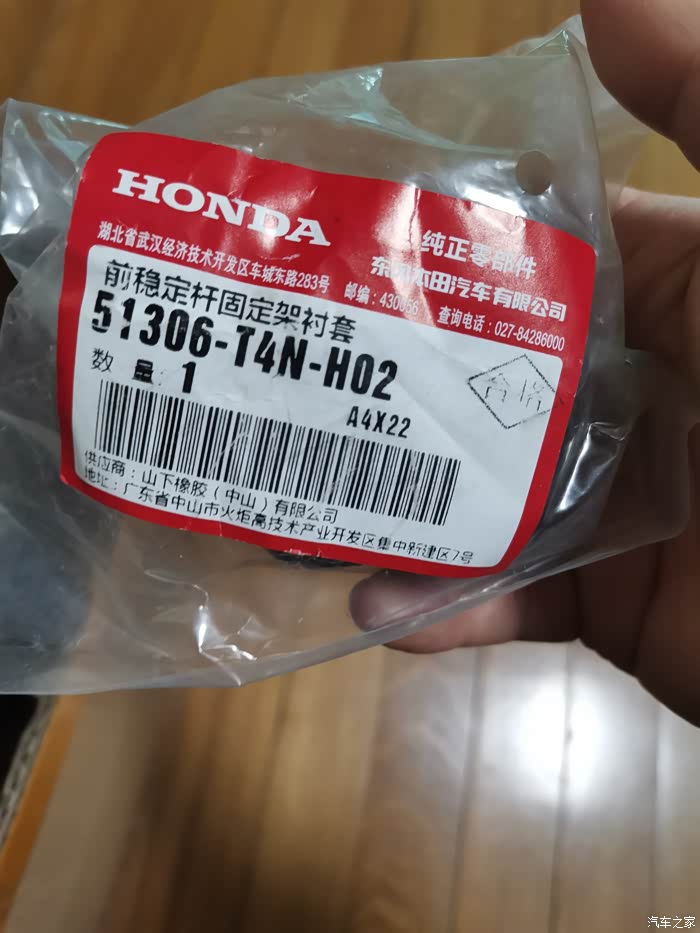 HONDA
纯正零部件
东风本田汽车有限公司
湖北省武汉经济技术开发区车城东路283号
邮编:430056
查询电话:027-84286000
前稳定杆固定架衬套
51306-T4N-H02
数 量: 1
A4X22
合格
供应商:山下橡胶(中山)有限公司
地址:广东省中山市火炬高技术产业开发区集中新建区7号
汽车之家